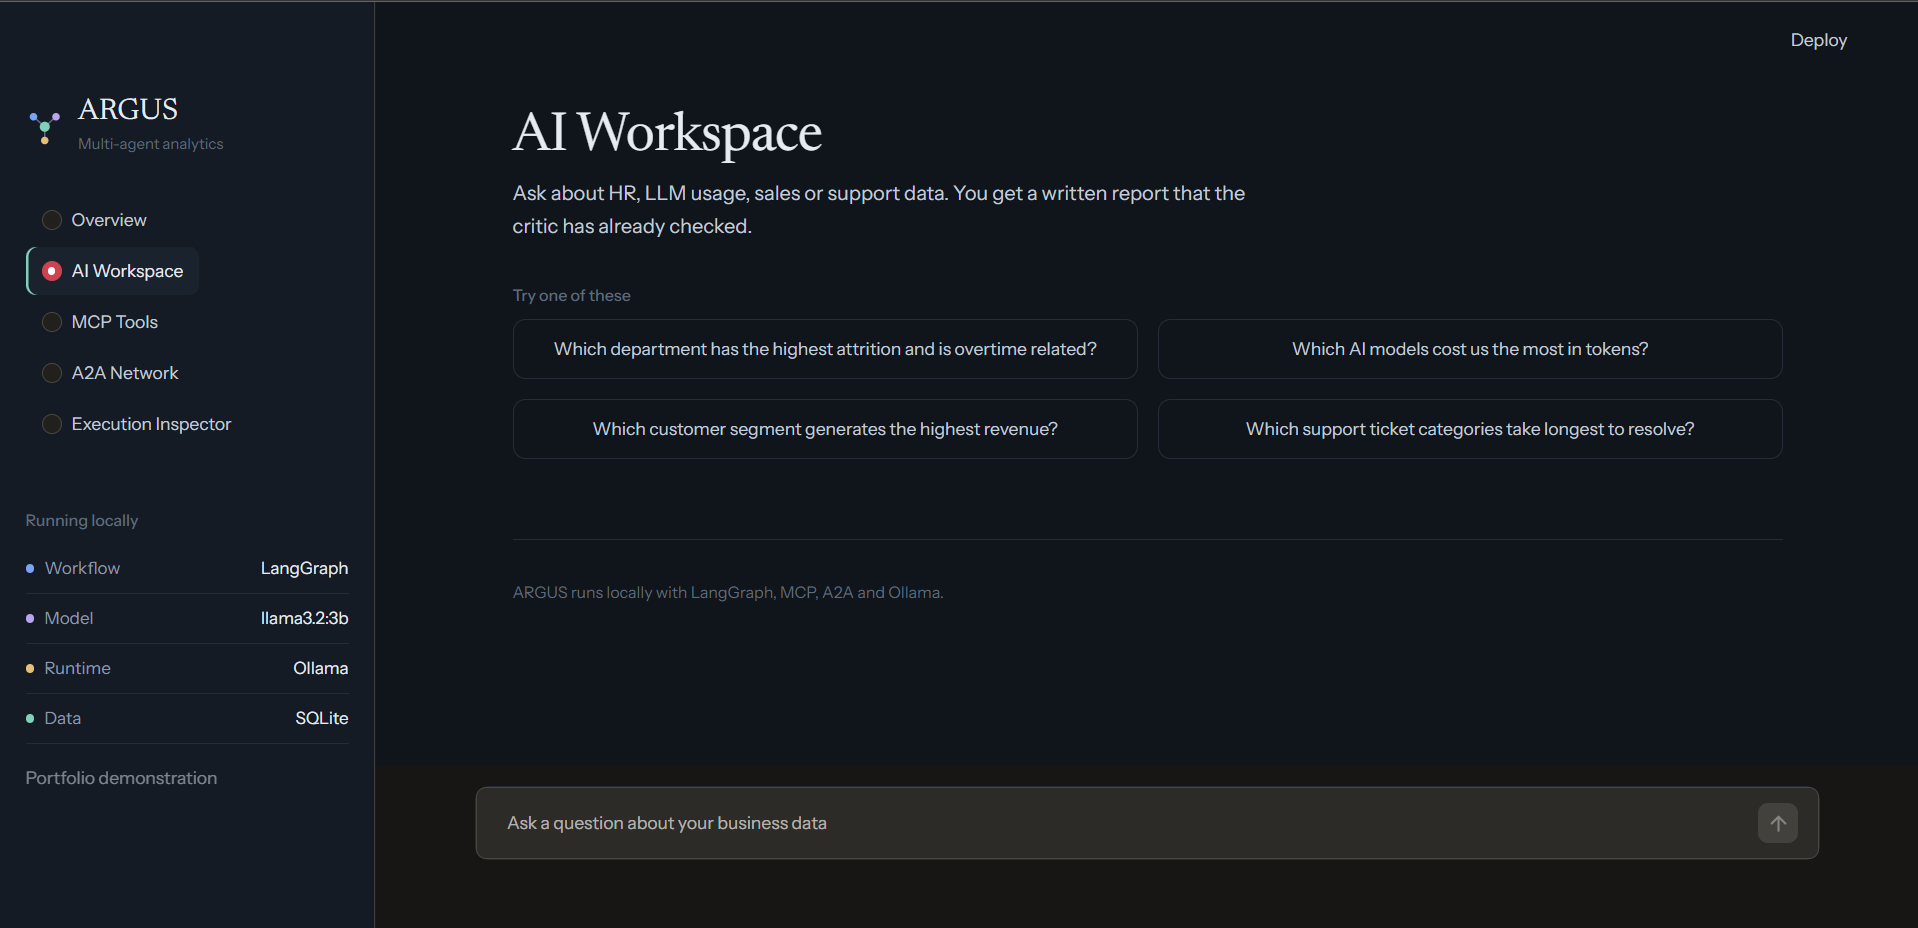 Deploy
ARGUS
Multi-agent analytics
Overview
AI Workspace
MCP Tools
A2A Network
Execution Inspector
Running locally
Workflow LangGraph
Model llama3.2:3b
Runtime Ollama
Data SQLite
Portfolio demonstration
AI Workspace
Ask about HR, LLM usage, sales or support data. You get a written report that the
critic has already checked.
Try one of these
Which department has the highest attrition and is overtime related?
Which AI models cost us the most in tokens?
Which customer segment generates the highest revenue?
Which support ticket categories take longest to resolve?
ARGUS runs locally with LangGraph, MCP, A2A and Ollama.
Ask a question about your business data